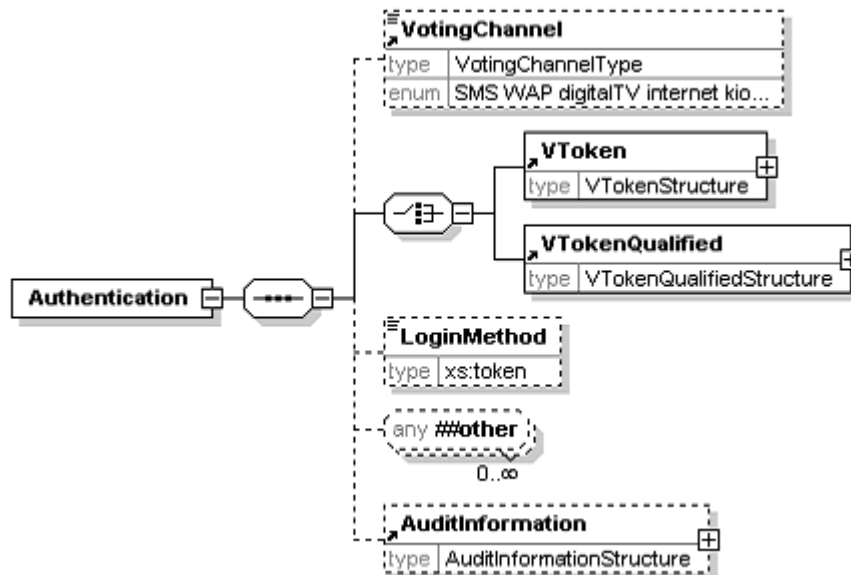 VotingChannel
type VotingChannelType
enum SMS WAP digitalTV internet kio...
VToken
type VTokenStructure
VTokenQualified
type VTokenQualifiedStructure
Authentication
LoginMethod
type xs:token
any ##other
0..∞
AuditInformation
type AuditInformationStructure